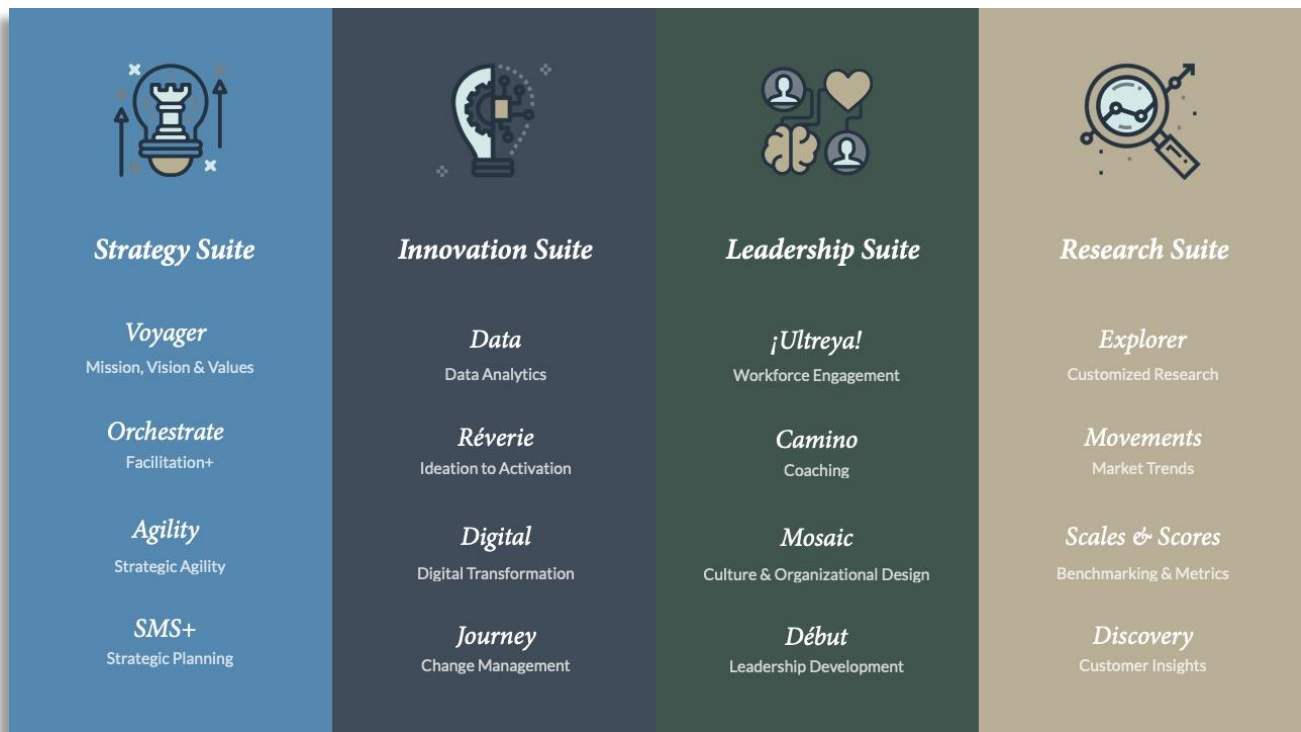 Strategy Suite
Voyager
Mission, Vision & Values
Orchestrate
Facilitation+
Agility
Strategic Agility
SMS+
Strategic Planning
Innovation Suite
Data
Data Analytics
Réverie
Ideation to Activation
Digital
Digital Transformation
Journey
Change Management
Leadership Suite
¡Ultreya!
Workforce Engagement
Camino
Coaching
Mosaic
Culture & Organizational Design
Début
Leadership Development
Research Suite
Explorer
Customized Research
Movements
Market Trends
Scales & Scores
Benchmarking & Metrics
Discovery
Customer Insights